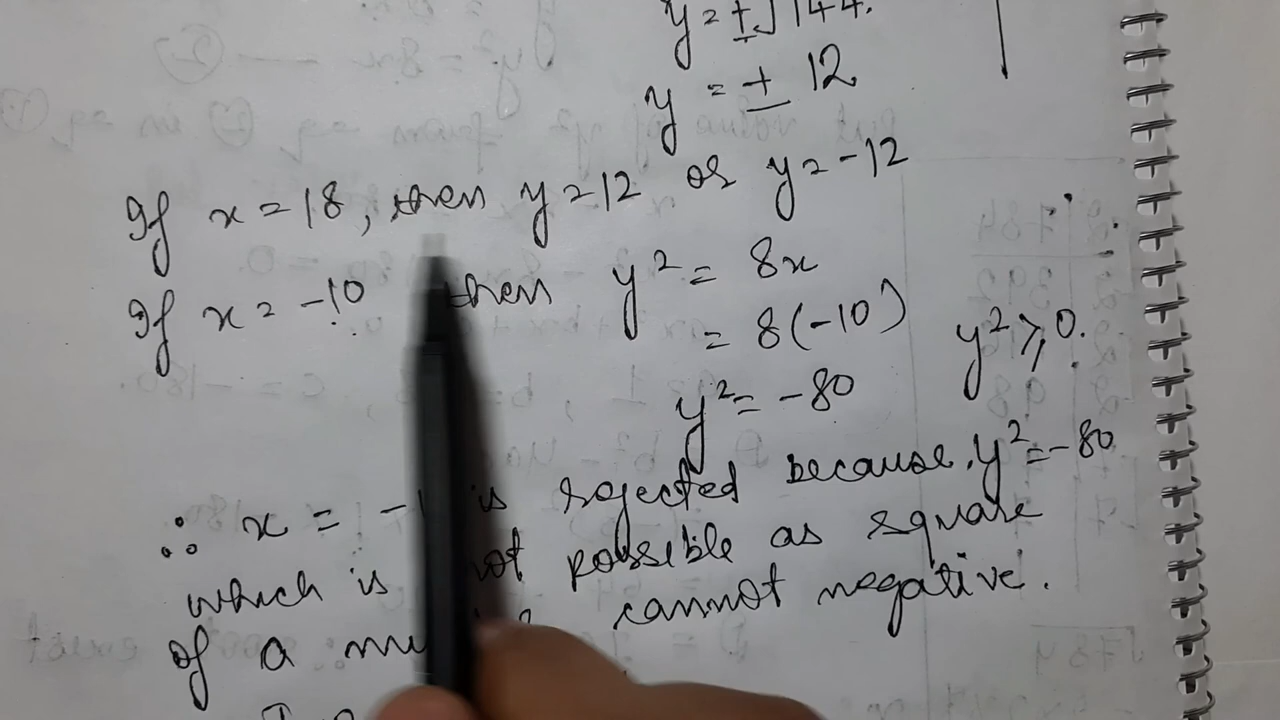 y = ±√144.
y = ± 12
If x = 18, then y = 12 or y = -12
If x = -10 then y² = 8x
= 8(-10)
y² ≥ 0.
y² = -80
∴ x = - is rejected because y² = -80
which is not possible as square
of a cannot negative.